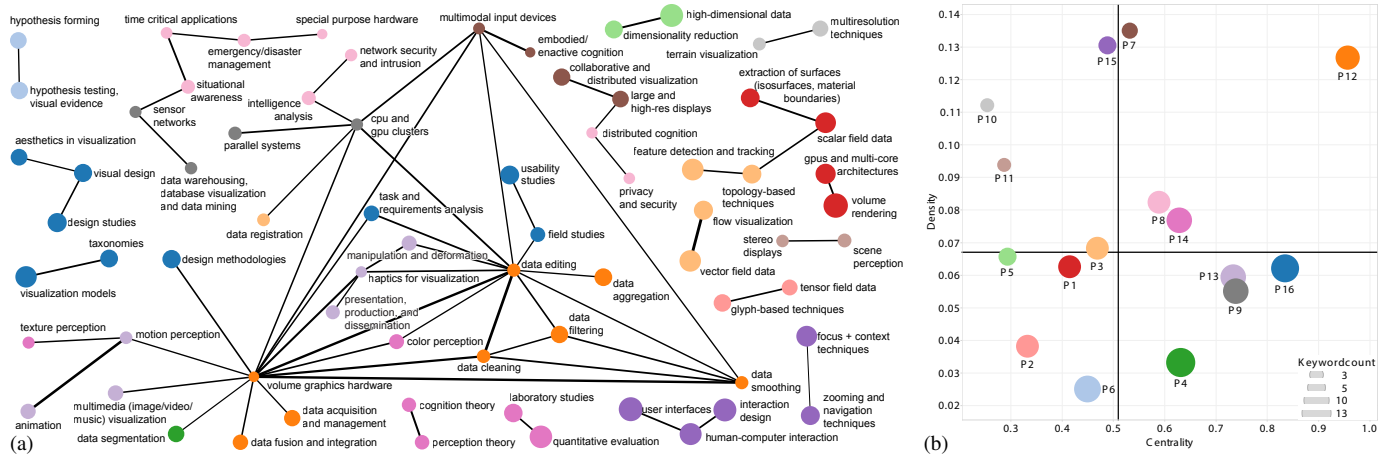 hypothesis forming
time critical applications
special purpose hardware
multimodal input devices
high-dimensional data
dimensionality reduction
multiresolution
techniques
terrain visualization
emergency/disaster
management
network security
and intrusion
embodied/
enactive cognition
collaborative and
distributed visualization
extraction of surfaces
(isosurfaces, material
boundaries)
hypothesis testing,
visual evidence
situational
awareness
intelligence
analysis
large and
high-res displays
sensor
networks
cpu and
gpu clusters
parallel systems
distributed cognition
scalar field data
aesthetics in visualization
feature detection and tracking
gpus and multi-core
architectures
visual design
data warehousing,
database visualization
and data mining
usability
studies
privacy
and security
topology-based
techniques
volume
rendering
design studies
data registration
task and
requirements analysis
flow visualization
taxonomies
field studies
stereo
displays
scene
perception
design methodologies
manipulation and deformation
data editing
vector field data
visualization models
haptics for visualization
data
aggregation
tensor field data
glyph-based techniques
presentation,
production, and
dissemination
texture perception
motion perception
data
filtering
color perception
focus + context
techniques
data cleaning
volume graphics hardware
data
smoothing
multimedia (image/video/
music) visualization
animation
data segmentation
data acquisition
and management
data fusion and integration
cognition theory
perception theory
laboratory studies
quantitative evaluation
user interfaces
interaction
design
human-computer interaction
zooming and
navigation
techniques
(a)
(b)
0.14
0.13
0.12
0.11
0.10
0.09
0.08
0.07
0.06
0.05
0.04
0.03
0.02
Density
P7
P15
P12
P10
P11
P8
P14
P3
P5
P1
P13
P9
P16
P2
P4
P6
Keywordcount
3
5
10
13
0.3
0.4
0.5
0.6
0.7
0.8
0.9
1.0
Centrality